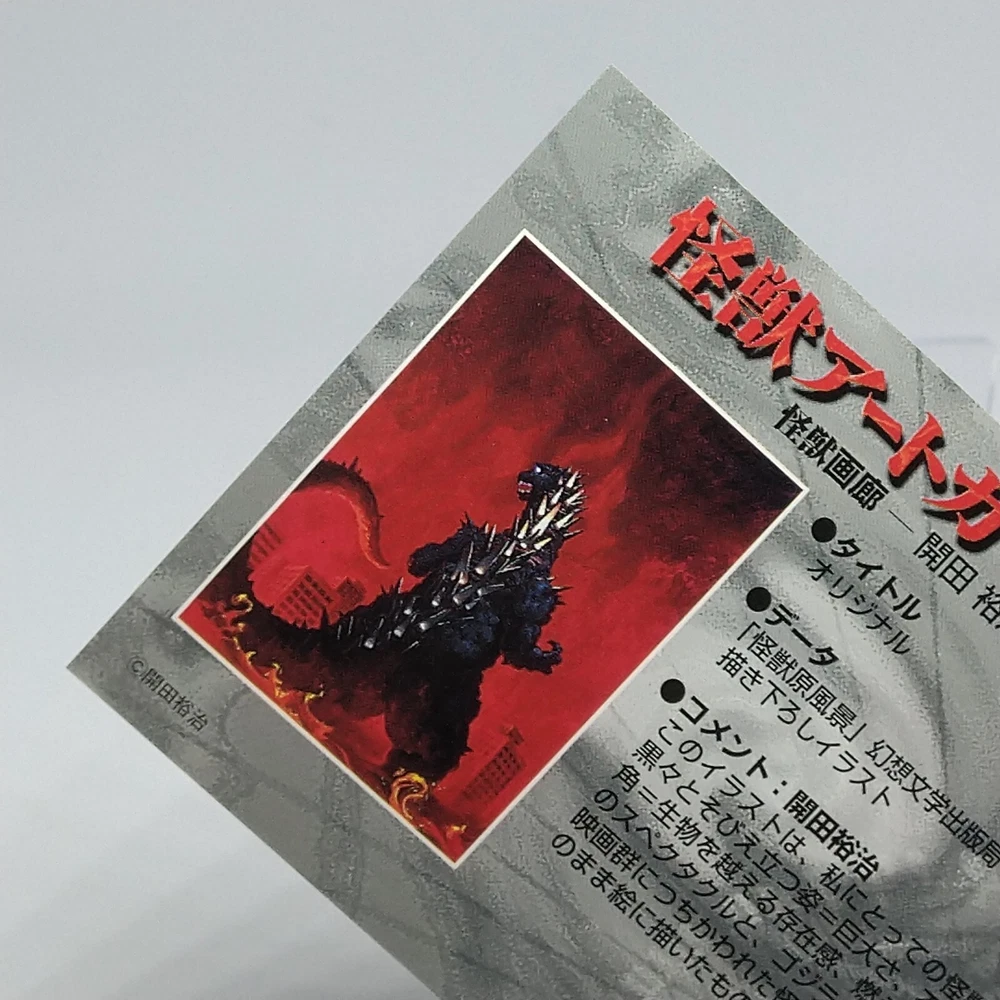 怪獣アートカ
怪獣画廊 ― 開田 裕
●タイトル
オリジナル
●データ
「怪獣原風景」幻想文学出版局
描き下ろしイラスト
●コメント：開田裕治
このイラストは、私にとっての怪
黒々とそびえ立つ姿＝巨大さ、
角＝生物を越える存在感、燃
のスペクタクルと、ゴジ
映画群につちかわれた怪
のまま絵に描いたもの
©開田裕治